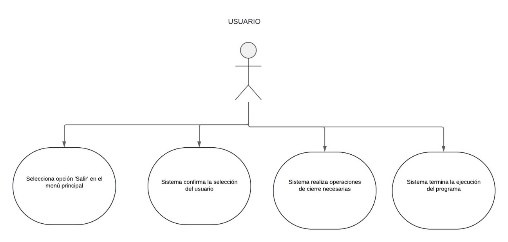 USUARIO
Selecciona opción 'Salir' en el
menú principal
Sistema confirma la selección
del usuario
Sistema realiza operaciones
de cierre necesarias
Sistema termina la ejecución
del programa